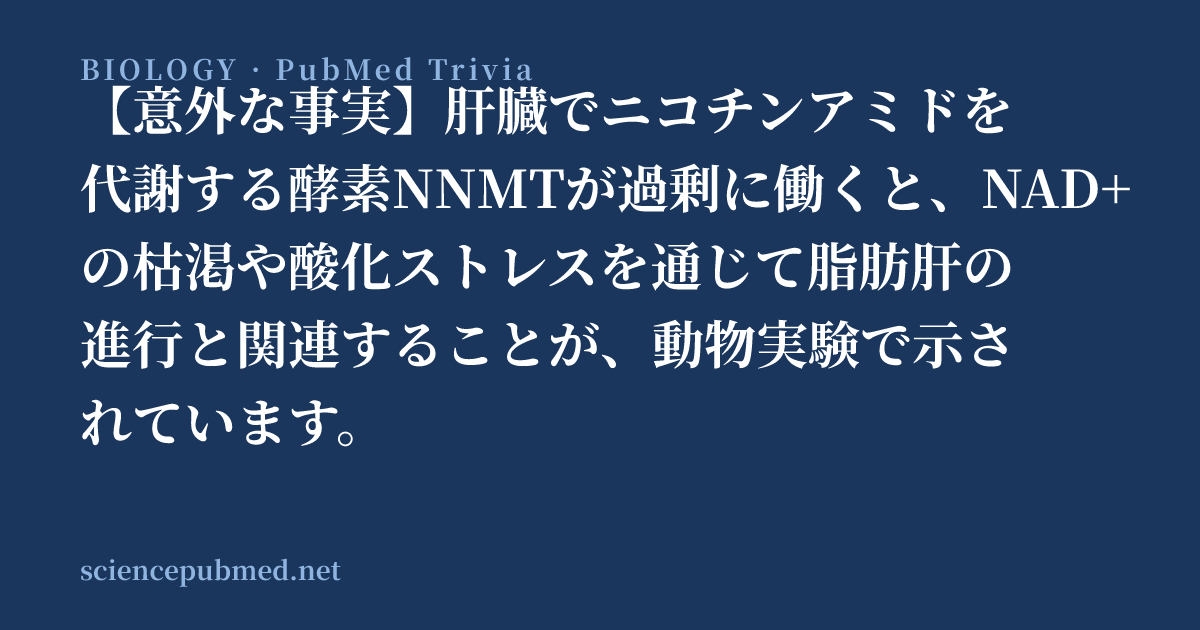 BIOLOGY · PubMed Trivia
【意外な事実】肝臓でニコチンアミドを
代謝する酵素NNMTが過剰に働くと、NAD+
の枯渇や酸化ストレスを通じて脂肪肝の
進行と関連することが、動物実験で示さ
れています。
sciencepubmed.net